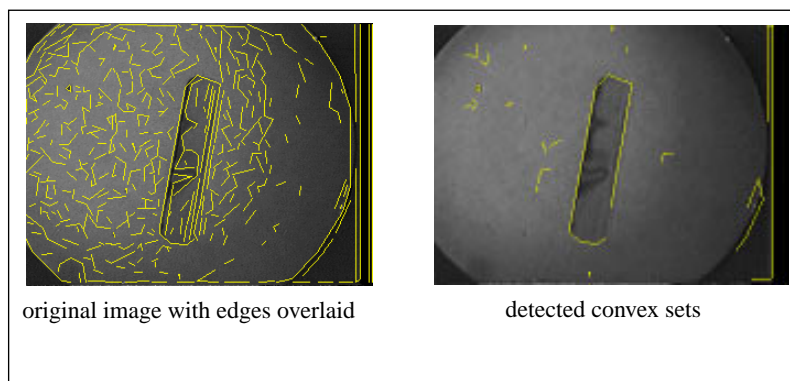 original image with edges overlaid
detected convex sets